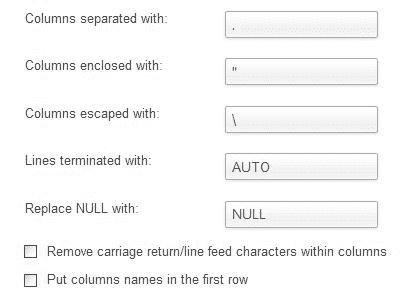 Columns separated with: .
Columns enclosed with: "
Columns escaped with: \
Lines terminated with: AUTO
Replace NULL with: NULL
Remove carriage return/line feed characters within columns
Put columns names in the first row